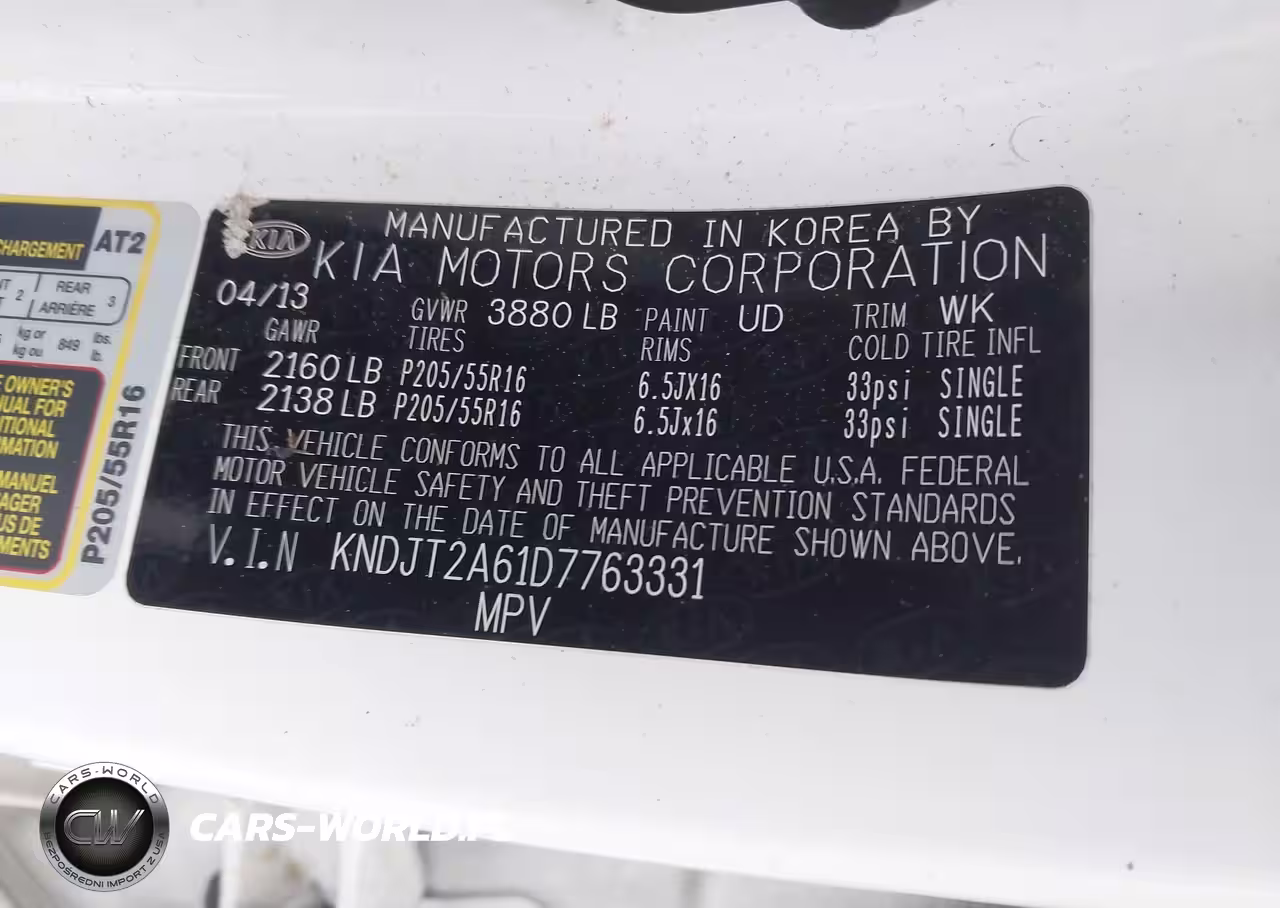 CHARGEMENT AT2
2 REAR 3
ARRIÈRE
kg or 849 lbs.
kg ou lb.
OWNER'S
FOR
P205/55R16
MANUEL
DE
KIA
MANUFACTURED IN KOREA BY
KIA MOTORS CORPORATION
04/13 GVWR 3880 LB PAINT UD TRIM WK
GAWR TIRES RIMS COLD TIRE INFL
FRONT 2160 LB P205/55R16 6.5JX16 33psi SINGLE
REAR 2138 LB P205/55R16 6.5Jx16 33psi SINGLE
THIS VEHICLE CONFORMS TO ALL APPLICABLE U.S.A. FEDERAL
MOTOR VEHICLE SAFETY AND THEFT PREVENTION STANDARDS
IN EFFECT ON THE DATE OF MANUFACTURE SHOWN ABOVE.
V.I.N KNDJT2A61D7763331
MPV
CARS-WORLD
CW
BEZPOŚREDNI IMPORT Z USA
CARS-WORLD.P